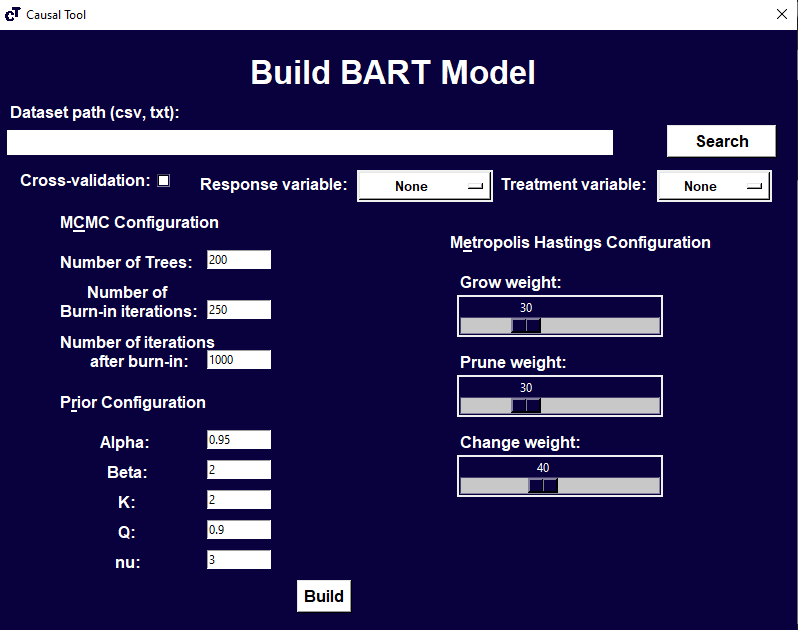 cT Causal Tool
Build BART Model
Dataset path (csv, txt):
Search
Cross-validation:
Response variable:
None
Treatment variable:
None
MCMC Configuration
Number of Trees:
200
Number of
Burn-in iterations:
250
Number of iterations
after burn-in:
1000
Prior Configuration
Alpha:
0.95
Beta:
2
K:
2
Q:
0.9
nu:
3
Metropolis Hastings Configuration
Grow weight:
30
Prune weight:
30
Change weight:
40
Build